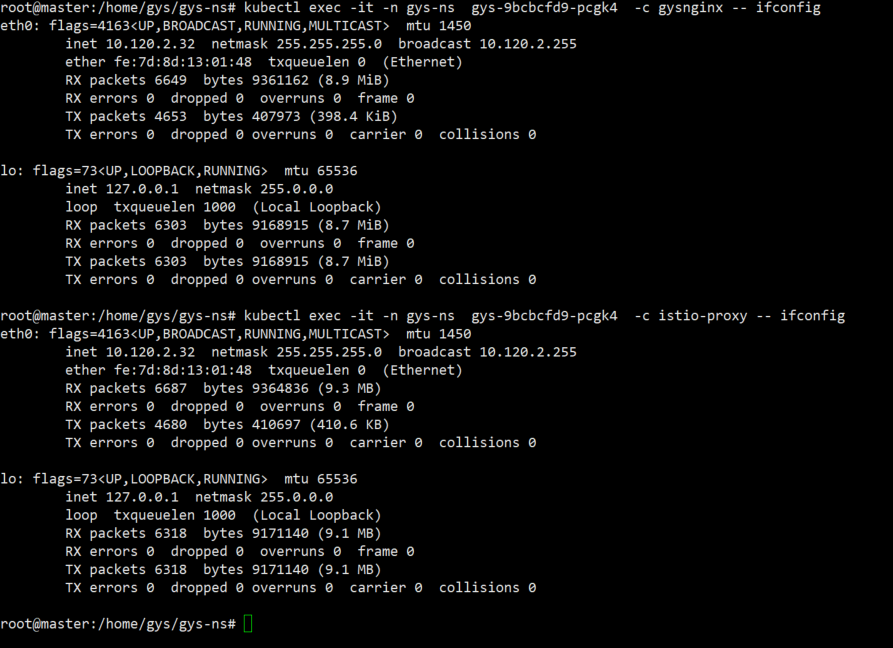 root@master:/home/gys/gys-ns# kubectl exec -it -n gys-ns  gys-9bcbcfd9-pcgk4  -c gysnginx -- ifconfig
eth0: flags=4163<UP,BROADCAST,RUNNING,MULTICAST>  mtu 1450
        inet 10.120.2.32  netmask 255.255.255.0  broadcast 10.120.2.255
        ether fe:7d:8d:13:01:48  txqueuelen 0  (Ethernet)
        RX packets 6649  bytes 9361162 (8.9 MiB)
        RX errors 0  dropped 0  overruns 0  frame 0
        TX packets 4653  bytes 407973 (398.4 KiB)
        TX errors 0  dropped 0 overruns 0  carrier 0  collisions 0

lo: flags=73<UP,LOOPBACK,RUNNING>  mtu 65536
        inet 127.0.0.1  netmask 255.0.0.0
        loop  txqueuelen 1000  (Local Loopback)
        RX packets 6303  bytes 9168915 (8.7 MiB)
        RX errors 0  dropped 0  overruns 0  frame 0
        TX packets 6303  bytes 9168915 (8.7 MiB)
        TX errors 0  dropped 0 overruns 0  carrier 0  collisions 0

root@master:/home/gys/gys-ns# kubectl exec -it -n gys-ns  gys-9bcbcfd9-pcgk4  -c istio-proxy -- ifconfig
eth0: flags=4163<UP,BROADCAST,RUNNING,MULTICAST>  mtu 1450
        inet 10.120.2.32  netmask 255.255.255.0  broadcast 10.120.2.255
        ether fe:7d:8d:13:01:48  txqueuelen 0  (Ethernet)
        RX packets 6687  bytes 9364836 (9.3 MB)
        RX errors 0  dropped 0  overruns 0  frame 0
        TX packets 4680  bytes 410697 (410.6 KB)
        TX errors 0  dropped 0 overruns 0  carrier 0  collisions 0

lo: flags=73<UP,LOOPBACK,RUNNING>  mtu 65536
        inet 127.0.0.1  netmask 255.0.0.0
        loop  txqueuelen 1000  (Local Loopback)
        RX packets 6318  bytes 9171140 (9.1 MB)
        RX errors 0  dropped 0  overruns 0  frame 0
        TX packets 6318  bytes 9171140 (9.1 MB)
        TX errors 0  dropped 0 overruns 0  carrier 0  collisions 0

root@master:/home/gys/gys-ns#